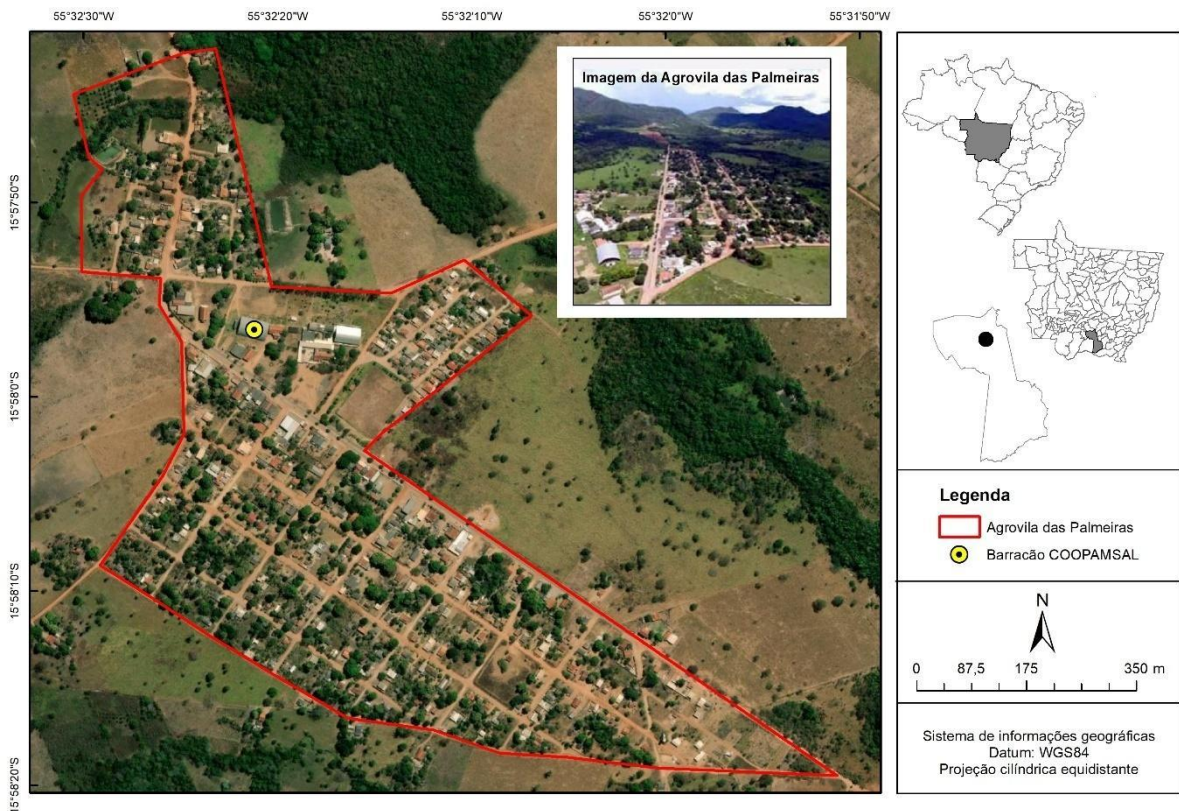 55°32'30"W
55°32'20"W
55°32'10"W
55°32'0"W
55°31'50"W
15°57'50"S
15°58'0"S
15°58'10"S
15°58'20"S
Imagem da Agrovila das Palmeiras
Legenda
Agrovila das Palmeiras
Barracão COOPAMSAL
N
0 87,5 175 350 m
Sistema de informações geográficas
Datum: WGS84
Projeção cilíndrica equidistante